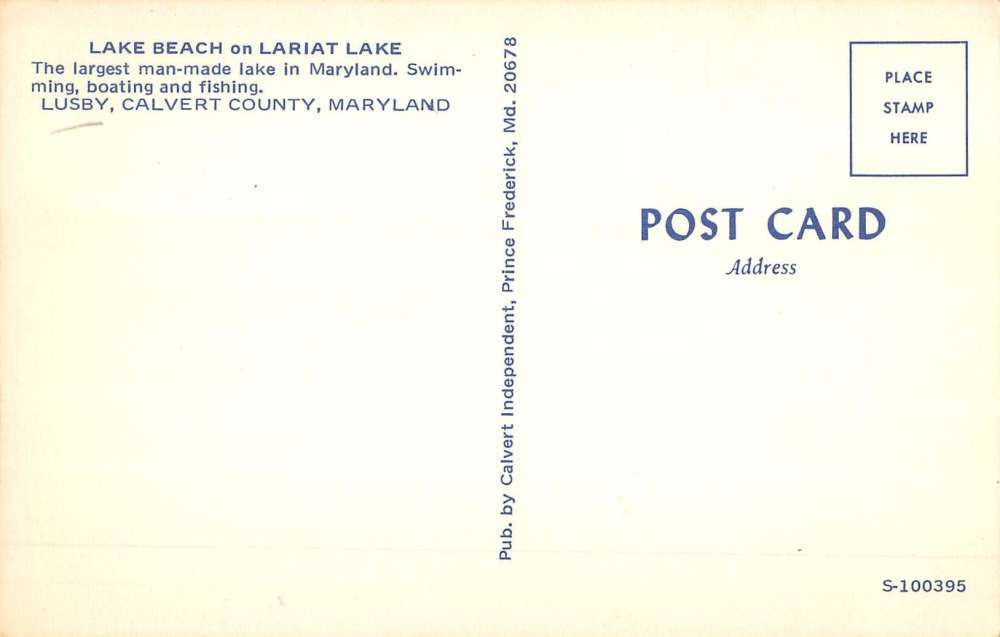 LAKE BEACH on LARIAT LAKE
The largest man-made lake in Maryland. Swim-
ming, boating and fishing.
LUSBY, CALVERT COUNTY, MARYLAND
Pub. by Calvert Independent, Prince Frederick, Md. 20678
PLACE
STAMP
HERE
POST CARD
Address
S-100395